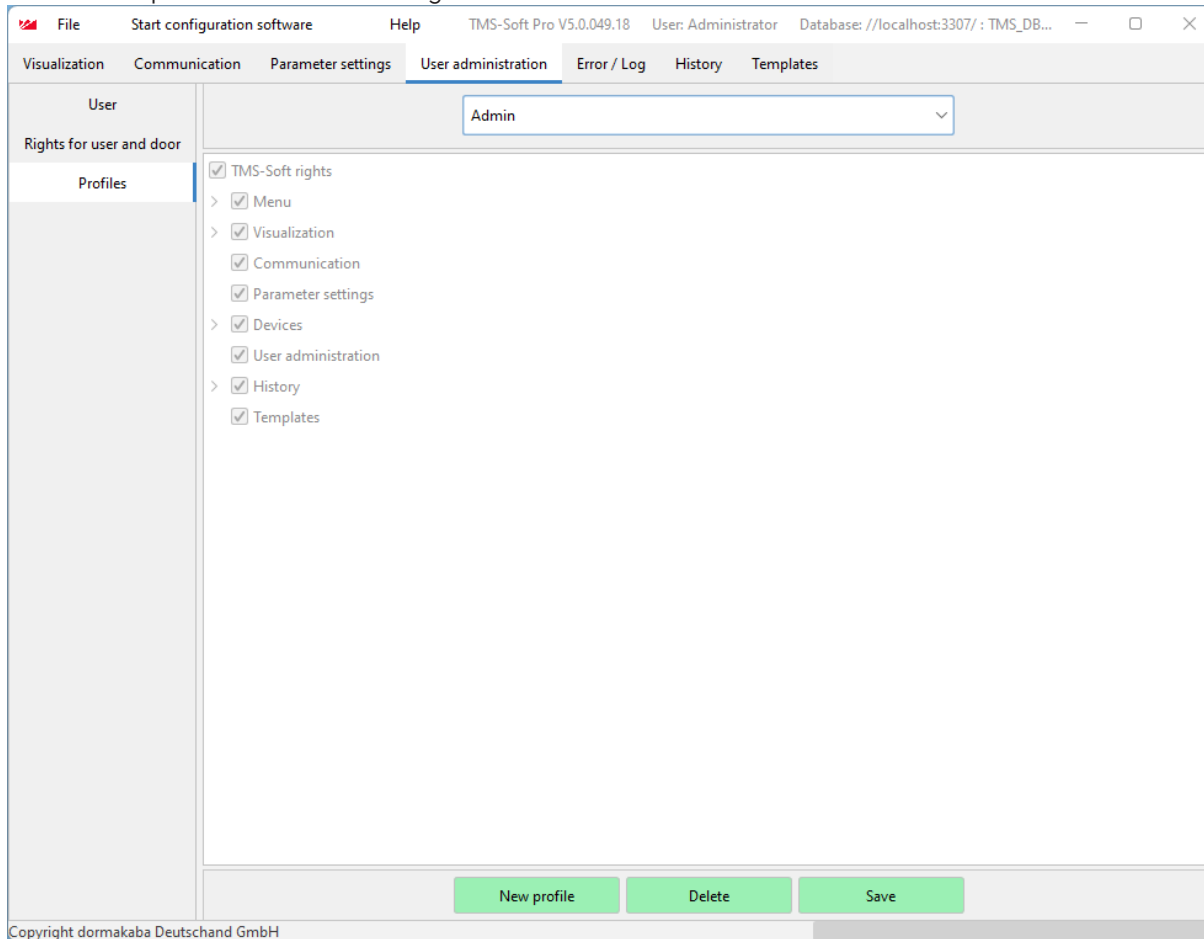 File Start configuration software Help TMS-Soft Pro V5.0.049.18 User: Administrator Database: //localhost:3307/ : TMS_DB...
Visualization Communication Parameter settings User administration Error / Log History Templates
User
Rights for user and door
Profiles
Admin
TMS-Soft rights
Menu
Visualization
Communication
Parameter settings
Devices
User administration
History
Templates
New profile Delete Save
Copyright dormakaba Deutschand GmbH